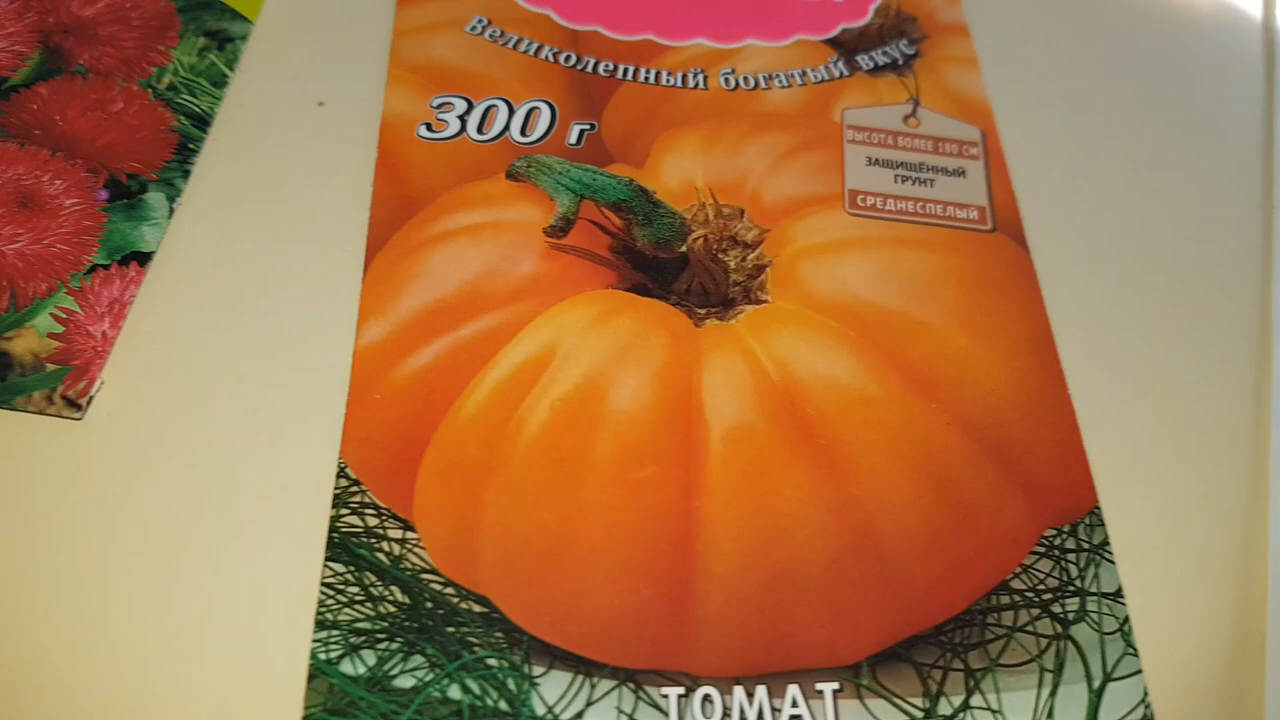 Великолепный богатый вкус
300 г
ВЫСОТА БОЛЕЕ 180 СМ
ЗАЩИЩЁННЫЙ
ГРУНТ
СРЕДНЕСПЕЛЫЙ
ТОМАТ